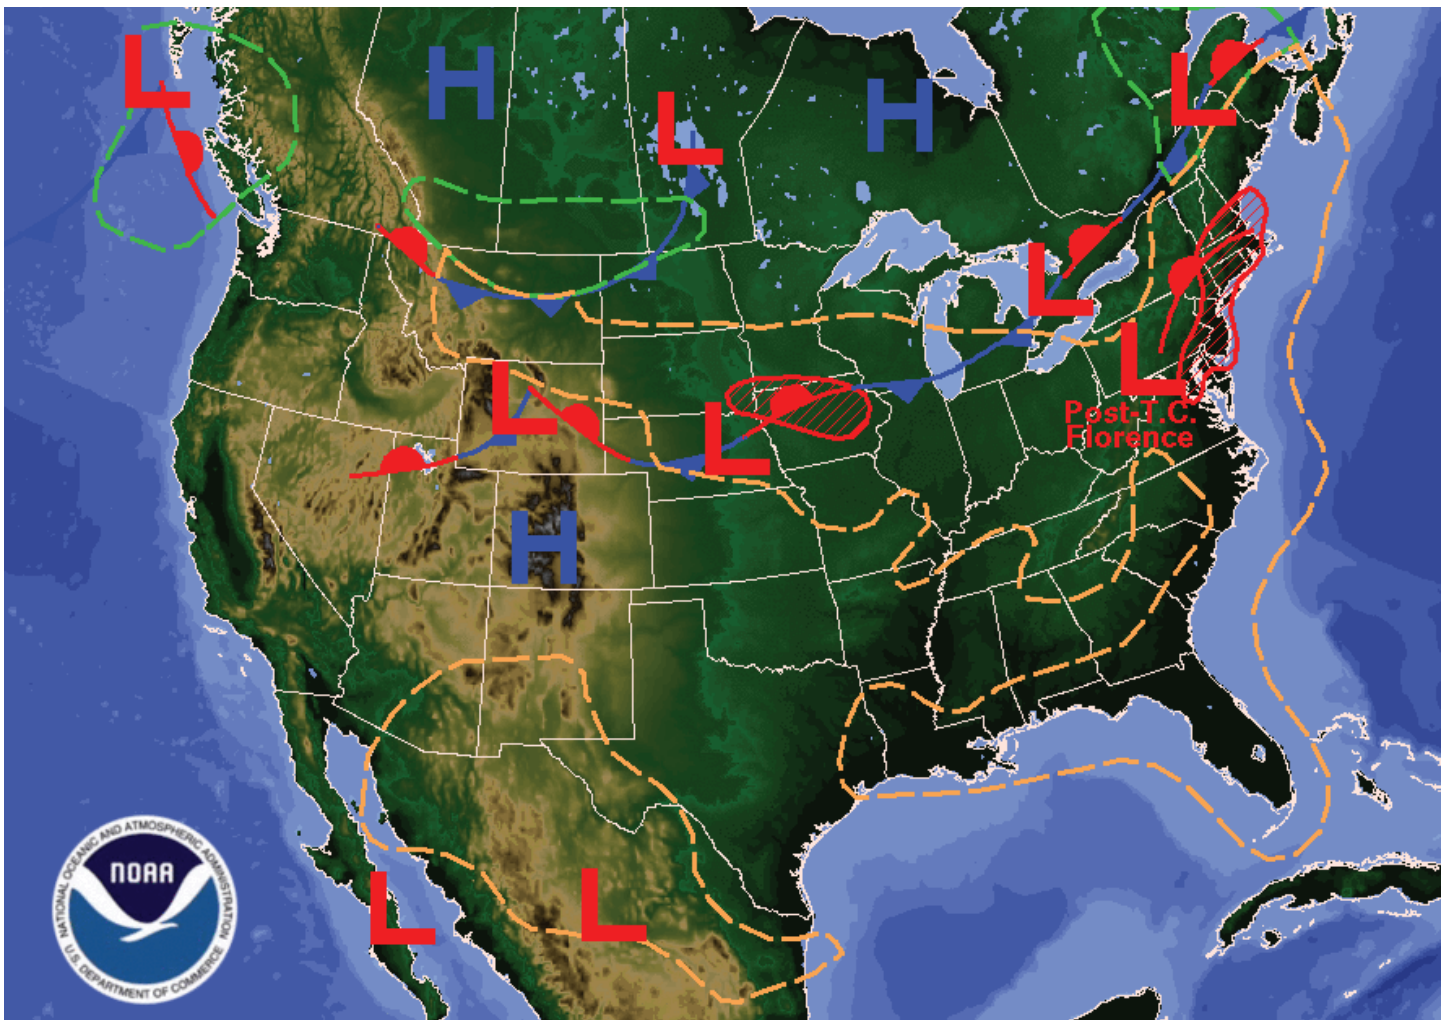 L
H
L
H
L
L
L
L
L
Post-T.C.
Florence
H
L
L
NOAA
NATIONAL OCEANIC AND ATMOSPHERIC ADMINISTRATION
U.S. DEPARTMENT OF COMMERCE